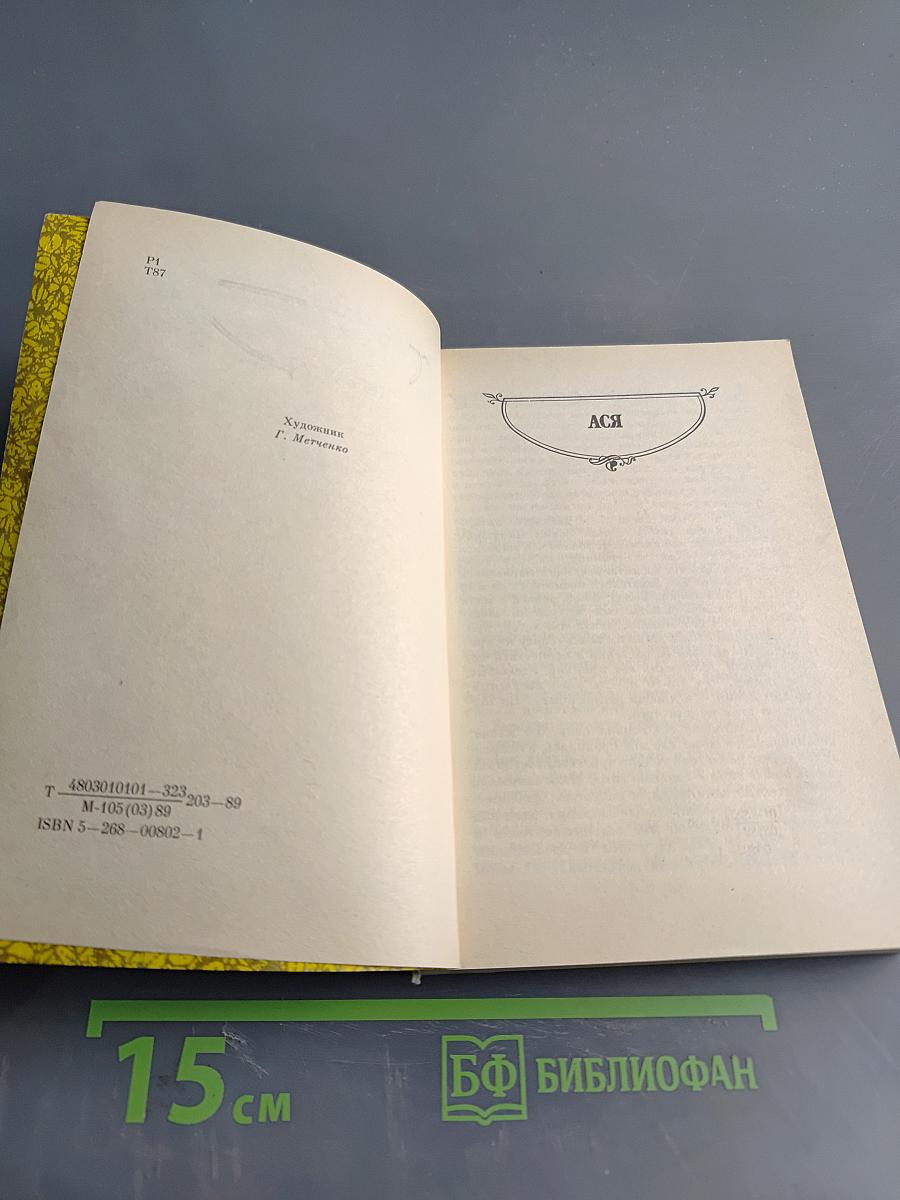 Р1
Т87
Художник
Г. Метченко
Т 4803010101—323 203—89
М-105(03)89
ISBN 5—268—00802—1
АСЯ
15 см
БФ БИБЛИОФАН